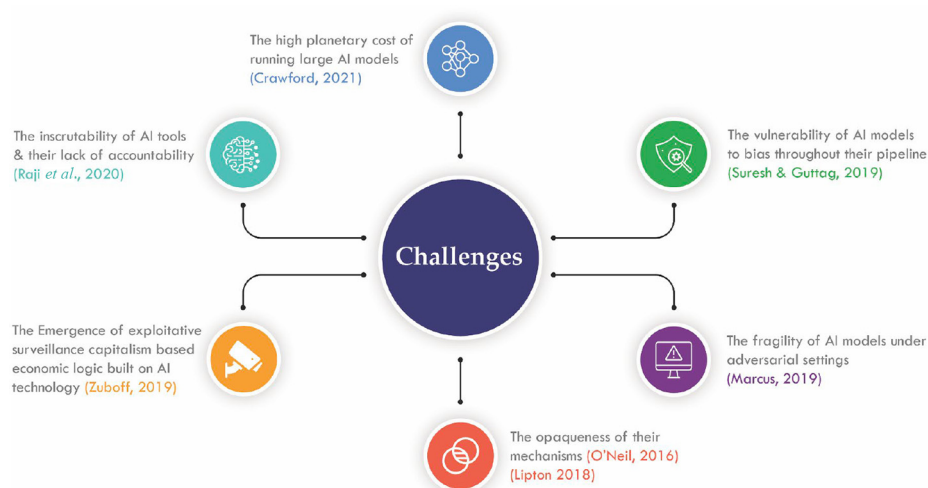 The high planetary cost of
running large AI models
(Crawford, 2021)
The inscrutability of AI tools
& their lack of accountability
(Raji et al., 2020)
The vulnerability of AI models
to bias throughout their pipeline
(Suresh & Guttag, 2019)
Challenges
The Emergence of exploitative
surveillance capitalism based
economic logic built on AI
technology (Zuboff, 2019)
The fragility of AI models under
adversarial settings
(Marcus, 2019)
The opaqueness of their
mechanisms (O'Neil, 2016)
(Lipton 2018)